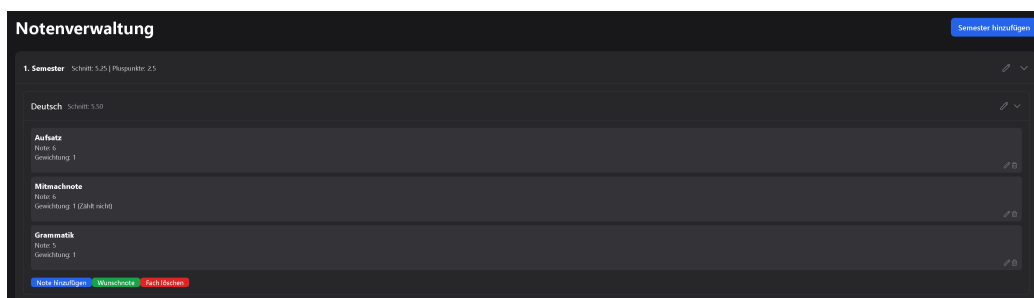 Notenverwaltung
Semester hinzufügen
1. Semester Schnitt: 5.25 | Pluspunkte: 2.5
Deutsch Schnitt: 5.50
Aufsatz
Note: 6
Gewichtung: 1
Mitmachnote
Note: 6
Gewichtung: 1 (Zählt nicht)
Grammatik
Note: 5
Gewichtung: 1
Note hinzufügen Wunschnote Fach löschen